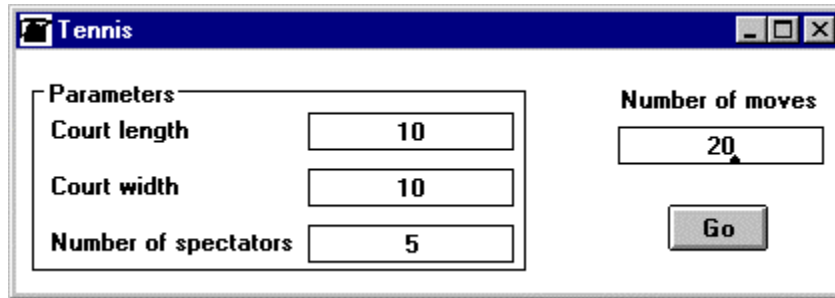 Tennis
Parameters
Court length 10
Court width 10
Number of spectators 5
Number of moves
20
Go